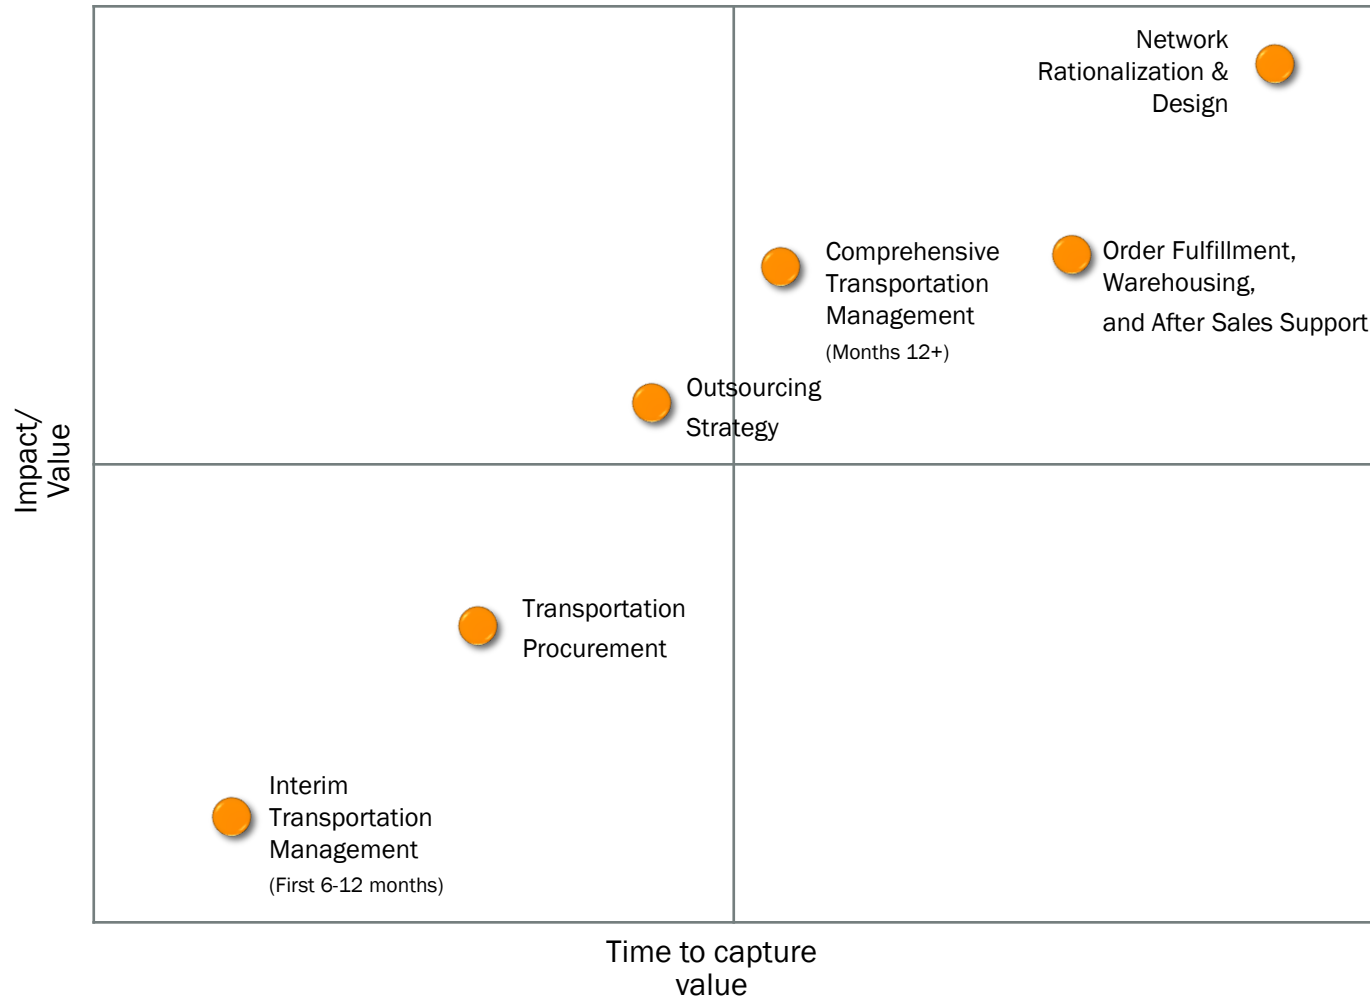 Network
Rationalization &
Design
Comprehensive
Transportation
Management
(Months 12+)
Order Fulfillment,
Warehousing,
and After Sales Support
Outsourcing
Strategy
Impact/
Value
Transportation
Procurement
Interim
Transportation
Management
(First 6-12 months)
Time to capture
value